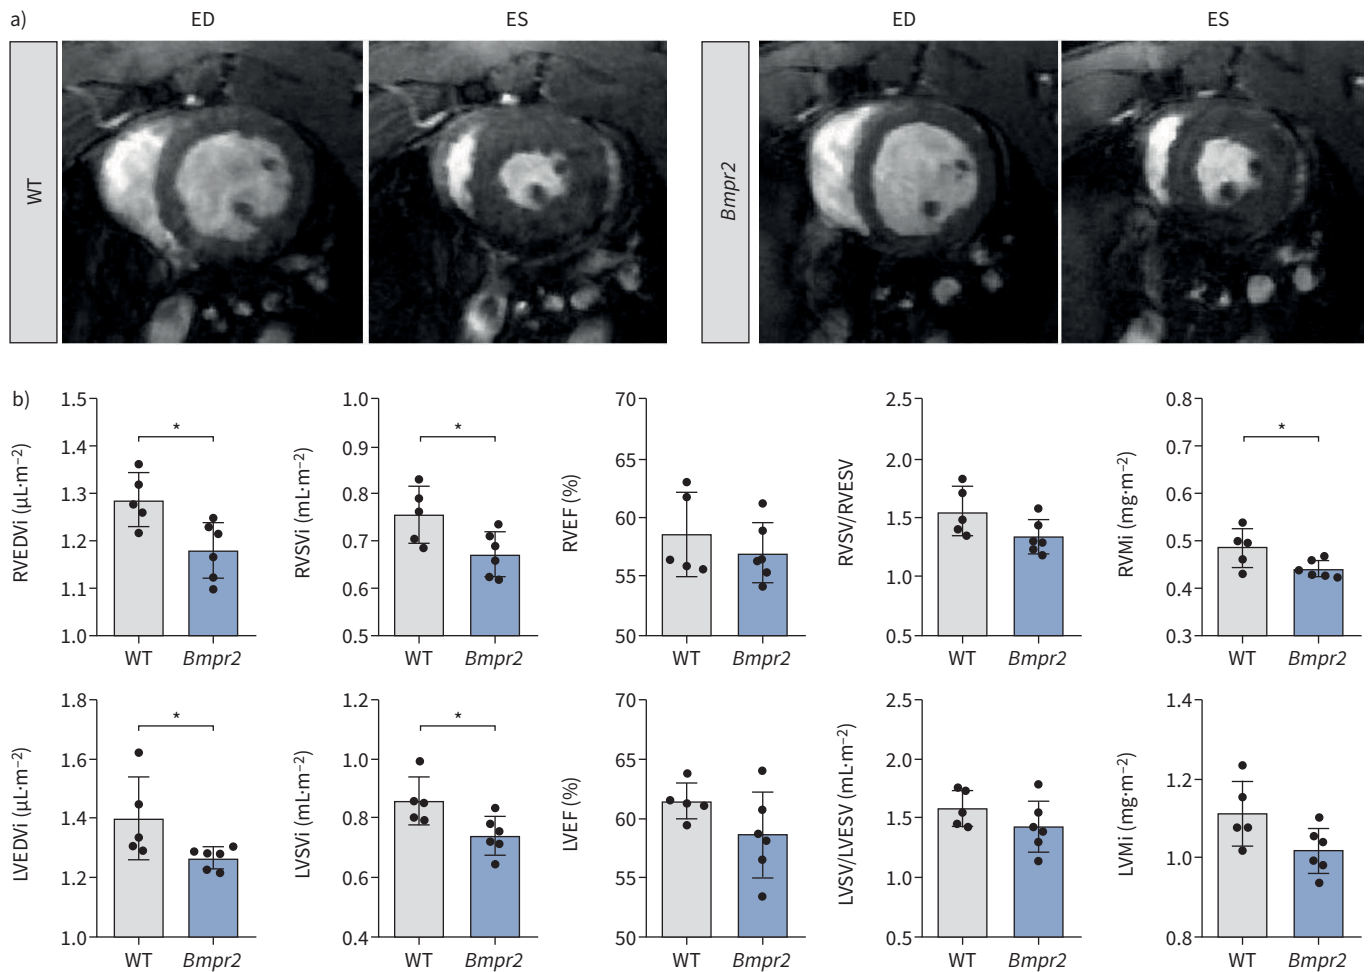 a)
ED
ES
ED
ES
WT
Bmpr2
b)
RVEDVi (µL·m−2)
1.5
1.4
1.3
1.2
1.1
1.0
*
WT
Bmpr2
RVSVi (mL·m−2)
1.0
0.9
0.8
0.7
0.6
0.5
*
WT
Bmpr2
RVEF (%)
70
65
60
55
50
WT
Bmpr2
RVSV/RVESV
2.5
2.0
1.5
1.0
0.5
WT
Bmpr2
RVMi (mg·m−2)
0.8
0.7
0.6
0.5
0.4
0.3
*
WT
Bmpr2
LVEDVi (µL·m−2)
1.8
1.6
1.4
1.2
1.0
*
WT
Bmpr2
LVSVi (mL·m−2)
1.2
1.0
0.8
0.6
0.4
*
WT
Bmpr2
LVEF (%)
70
65
60
55
50
WT
Bmpr2
LVSV/LVESV (mL·m−2)
2.5
2.0
1.5
1.0
0.5
WT
Bmpr2
LVMi (mg·m−2)
1.4
1.2
1.0
0.8
WT
Bmpr2